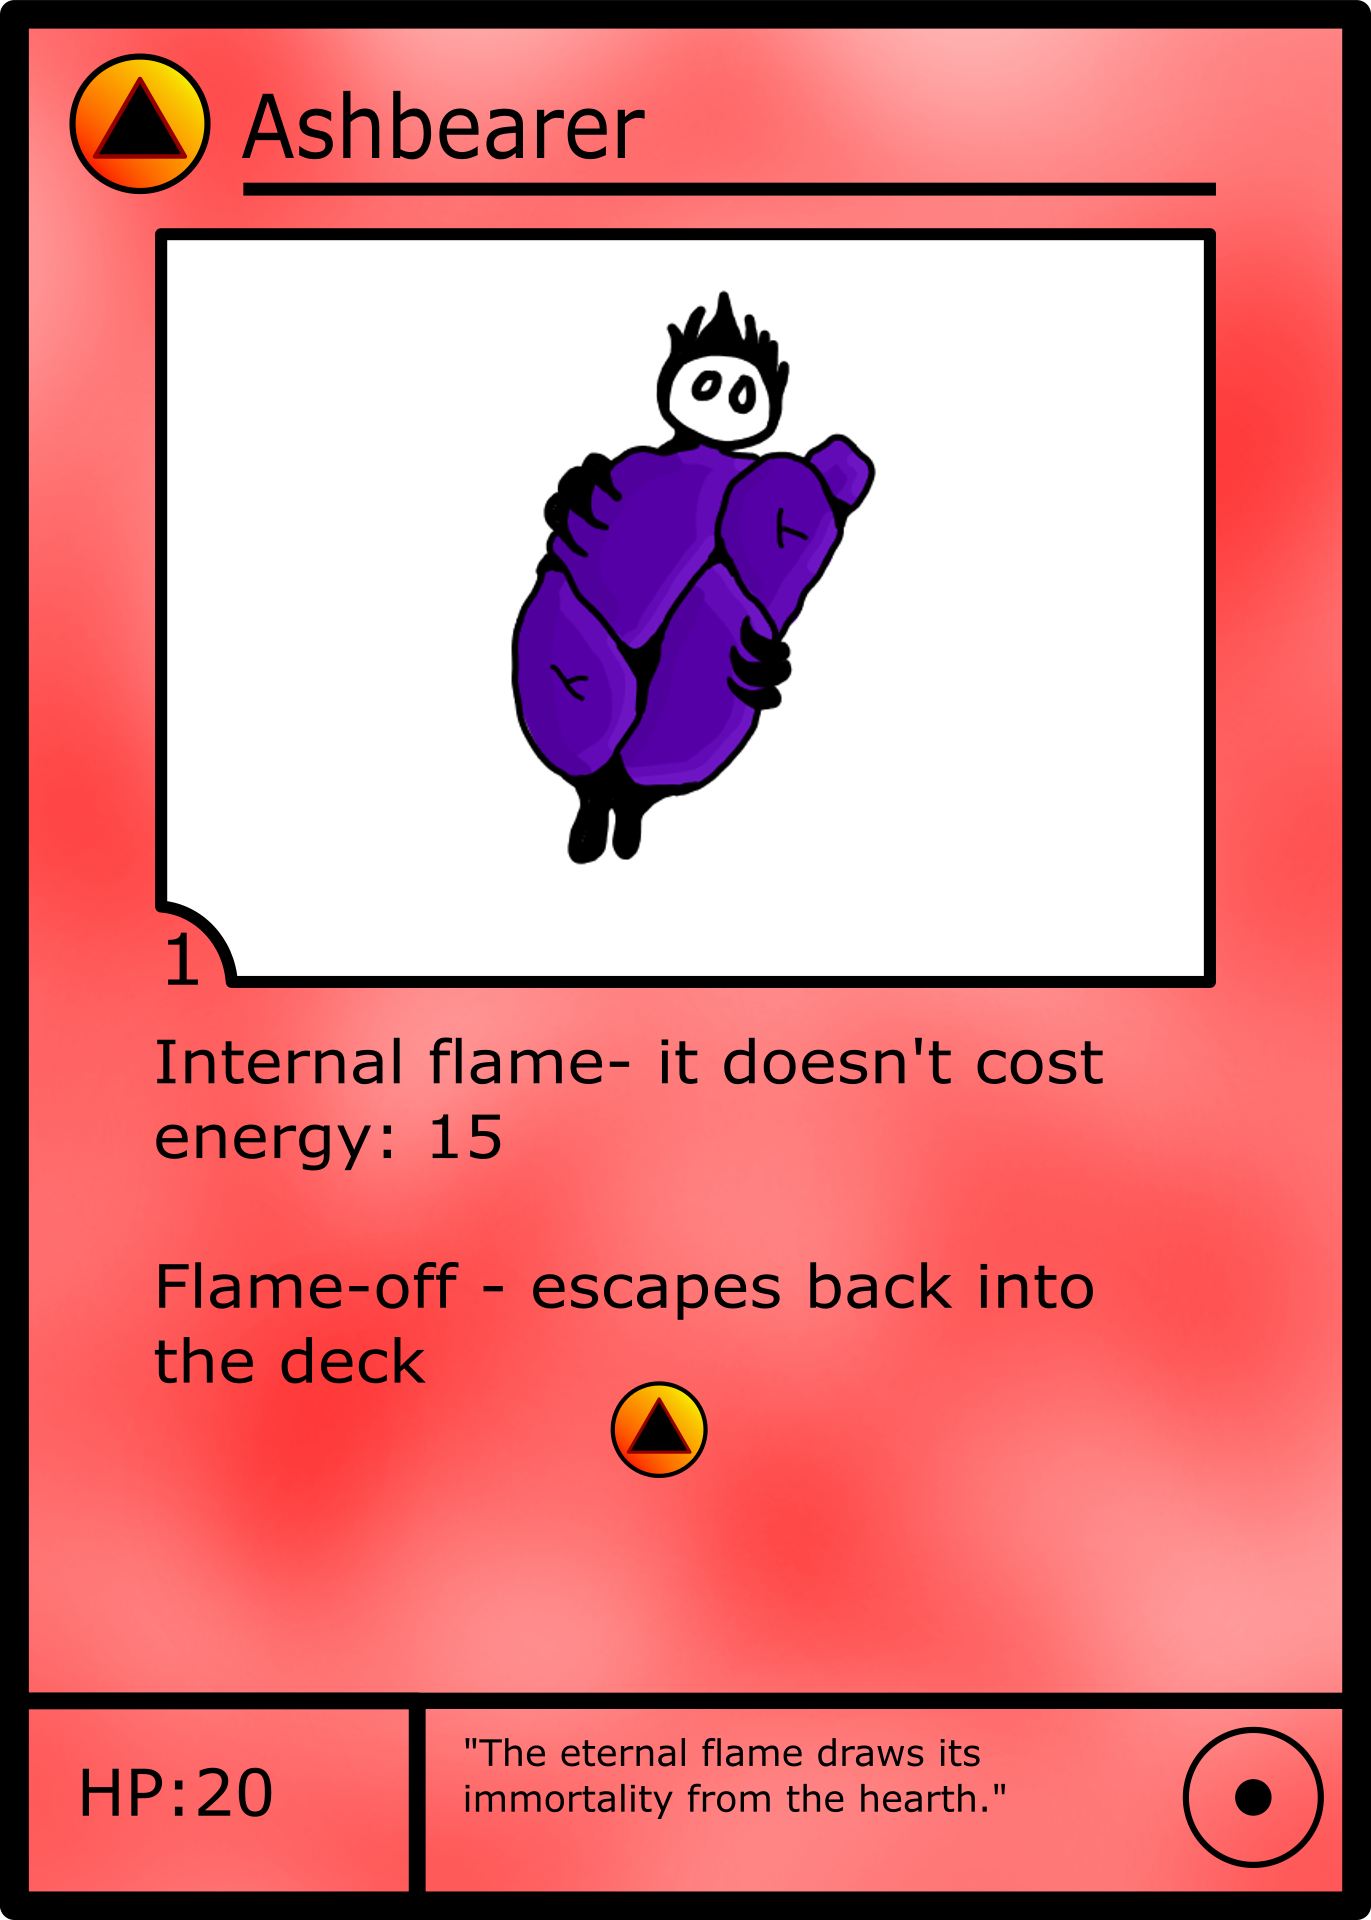 Ashbearer
1
Internal flame- it doesn't cost
energy: 15
Flame-off - escapes back into
the deck
HP:20
"The eternal flame draws its
immortality from the hearth."